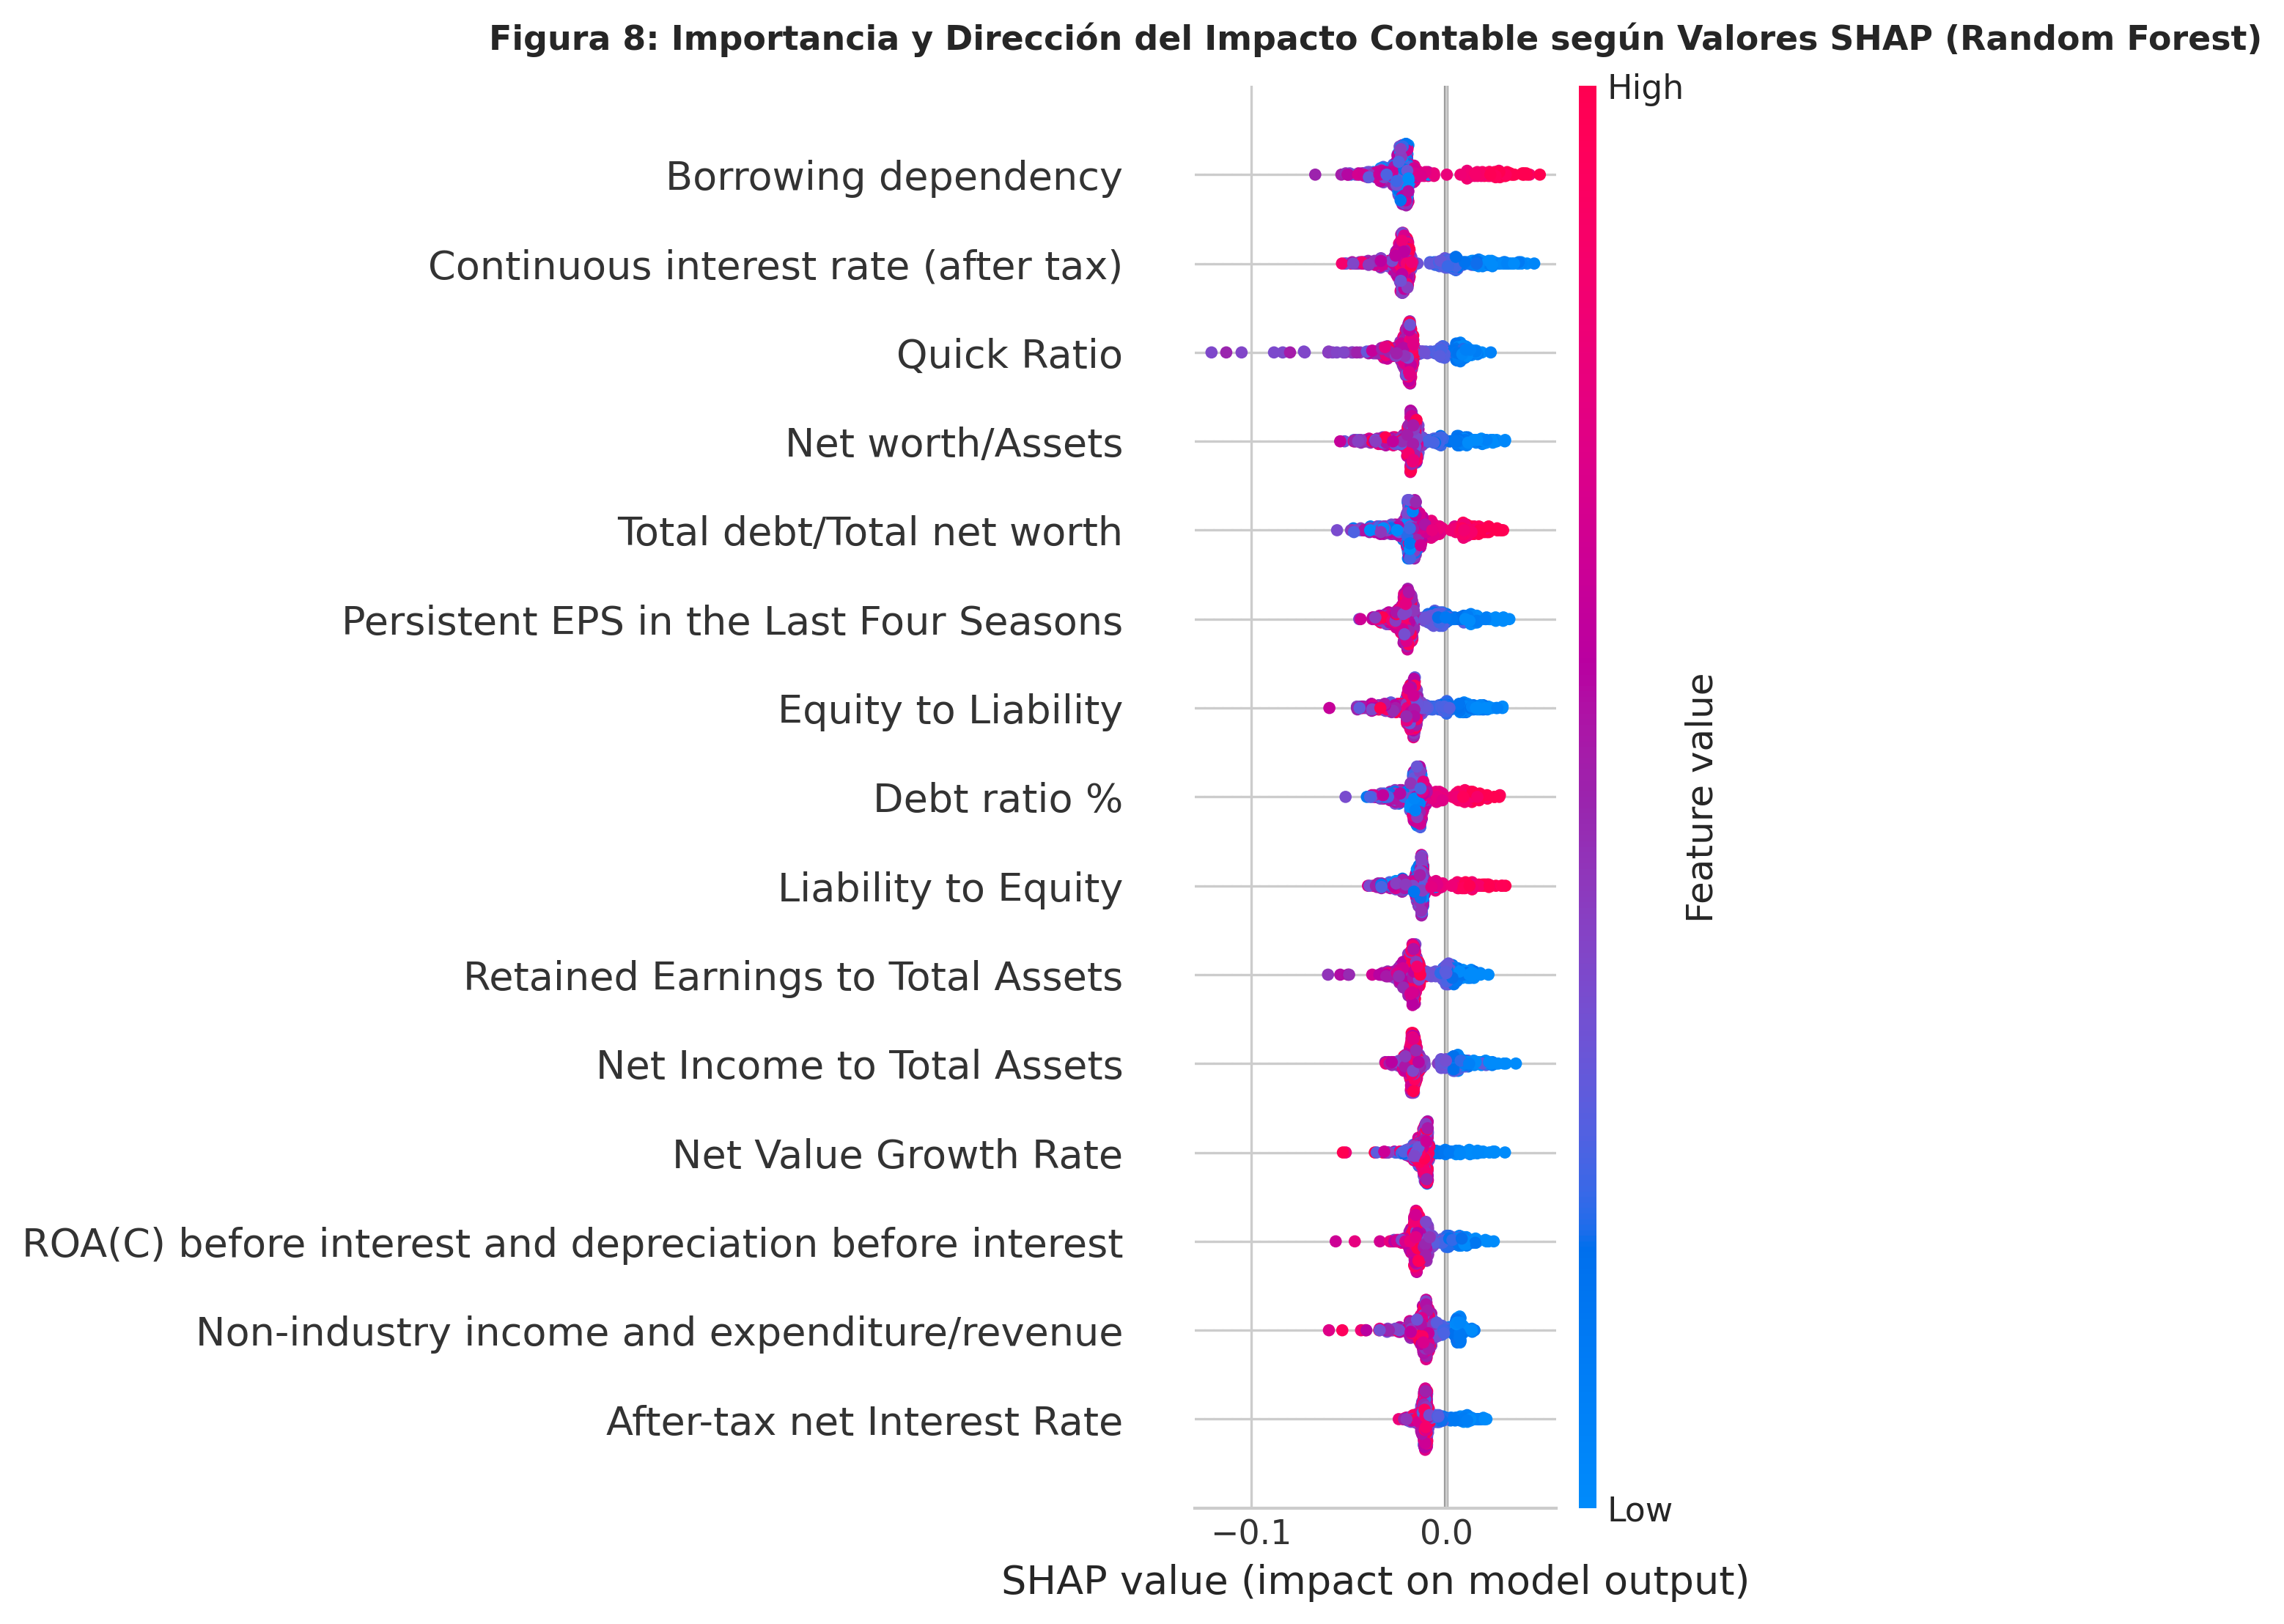 Figura 8: Importancia y Dirección del Impacto Contable según Valores SHAP (Random Forest)
High
Borrowing dependency
Continuous interest rate (after tax)
Quick Ratio
Net worth/Assets
Total debt/Total net worth
Persistent EPS in the Last Four Seasons
Equity to Liability
Debt ratio %
Liability to Equity
Retained Earnings to Total Assets
Net Income to Total Assets
Net Value Growth Rate
ROA(C) before interest and depreciation before interest
Non-industry income and expenditure/revenue
After-tax net Interest Rate
Feature value
Low
−0.1 0.0
SHAP value (impact on model output)